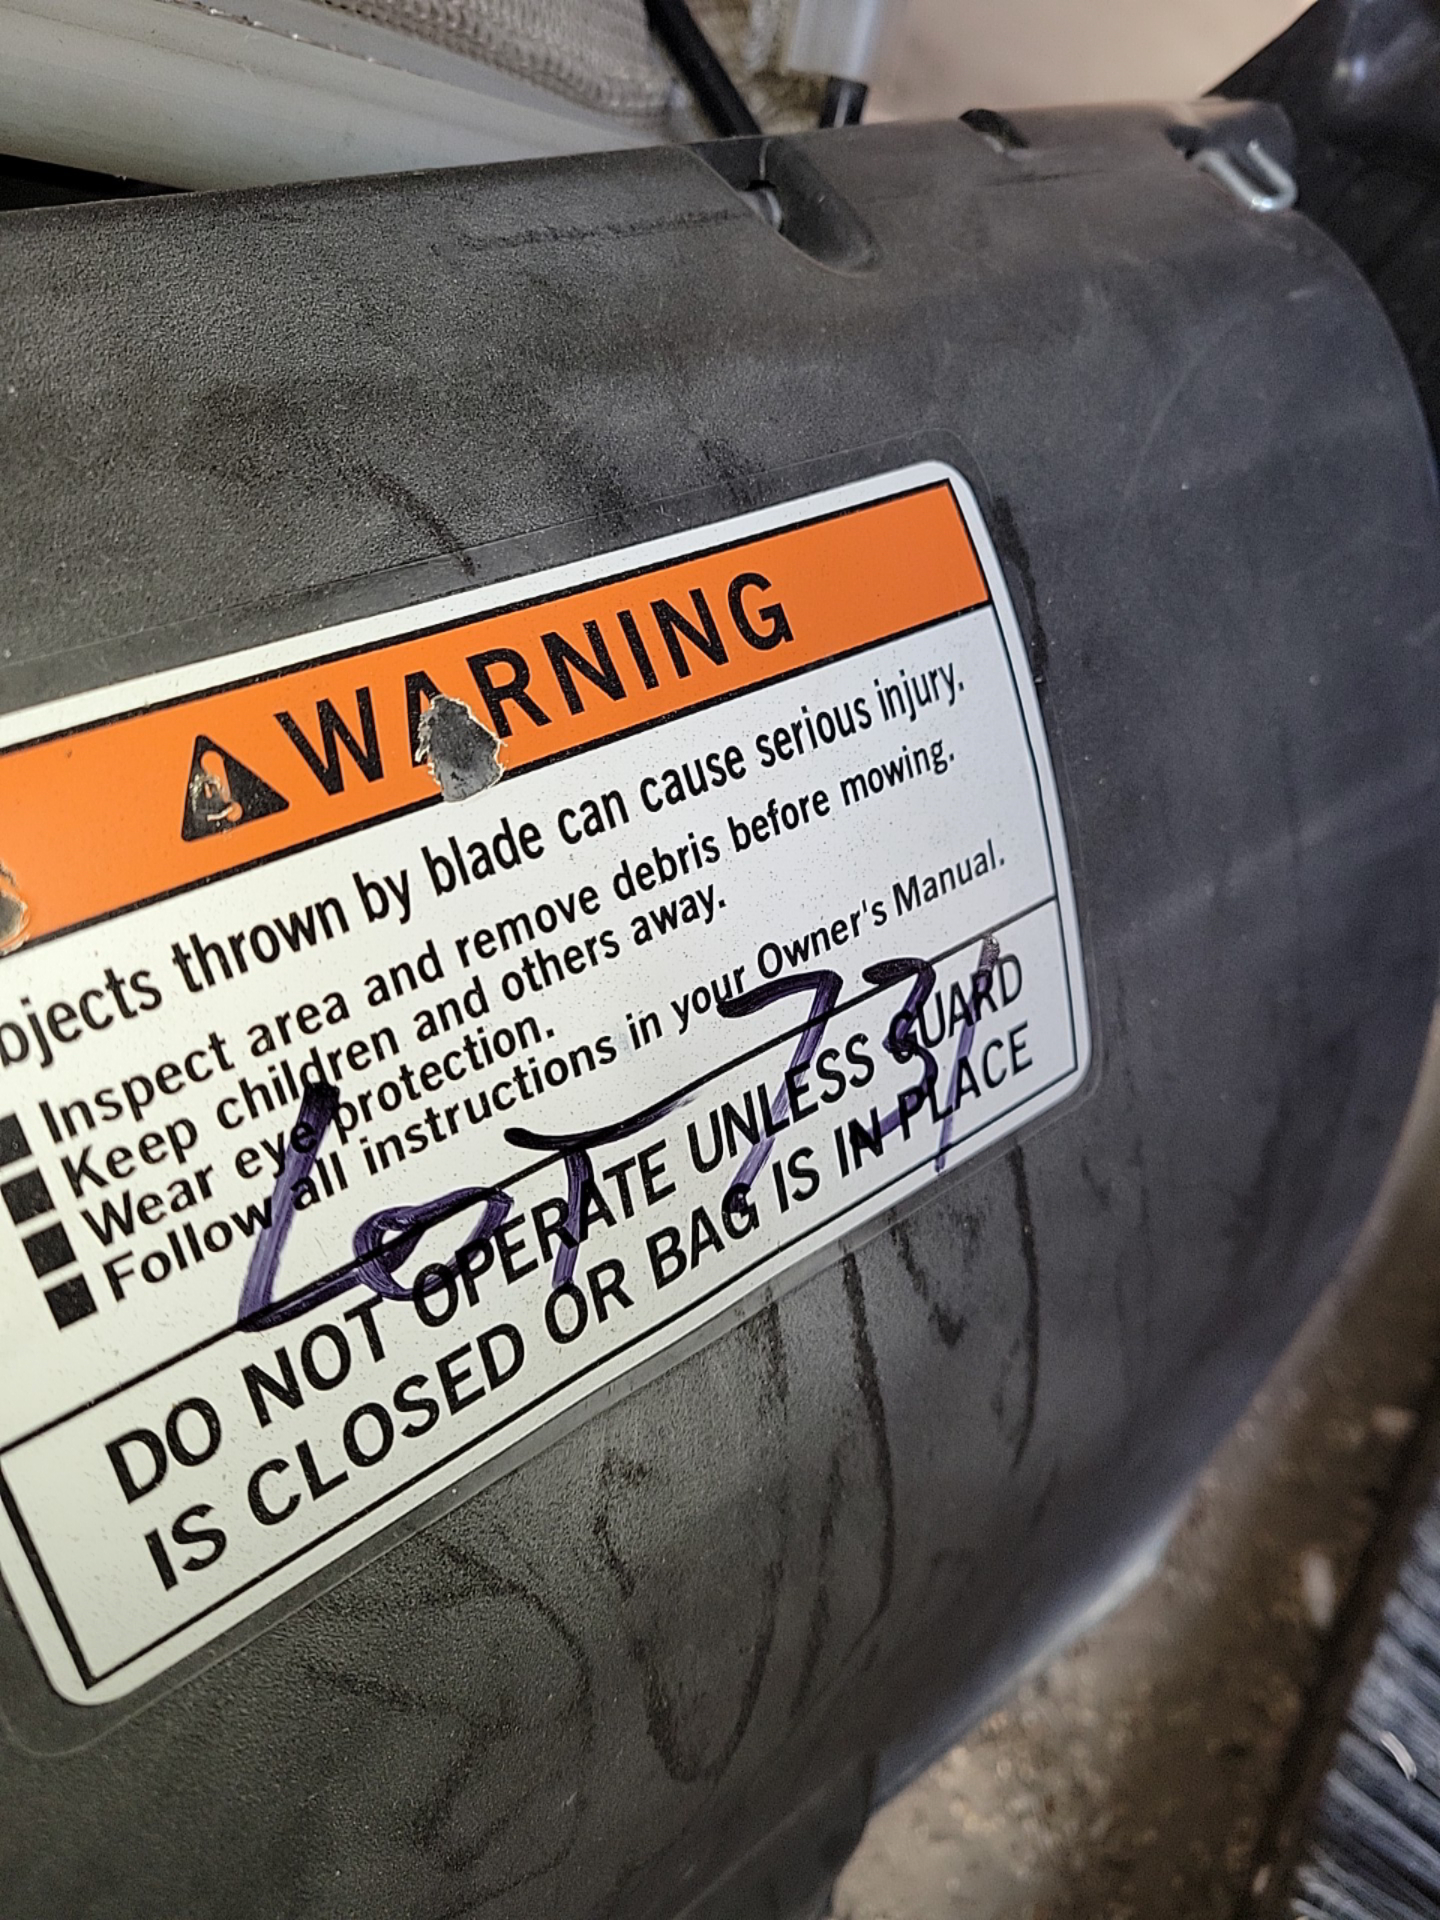 WARNING
bjects thrown by blade can cause serious injury.
Inspect area and remove debris before mowing.
Keep children and others away.
Wear eye protection.
Follow all instructions in your Owner's Manual.
LOT 731
DO NOT OPERATE UNLESS GUARD
IS CLOSED OR BAG IS IN PLACE